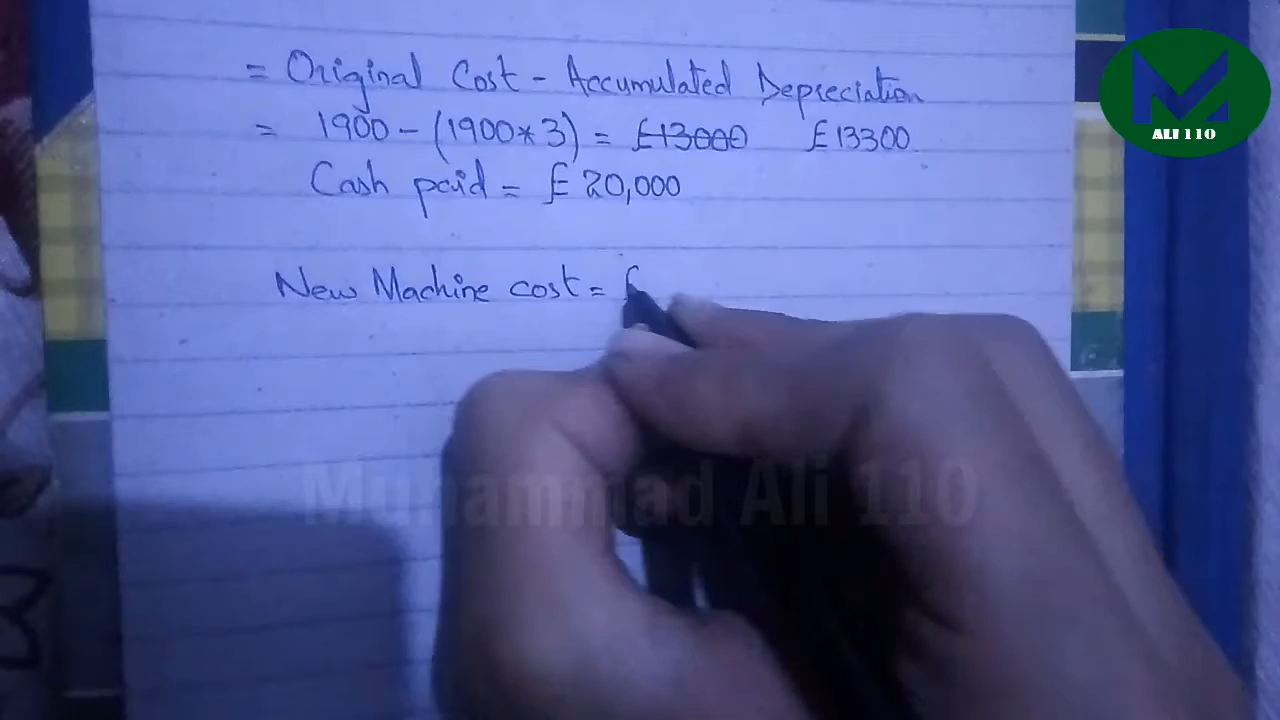 = Original Cost - Accumulated Depreciation
= 1900 - (1900*3) = £13000 £13300
Cash paid = £ 20,000
New Machine cost = £
Muhammad Ali 110
M
ALI 110